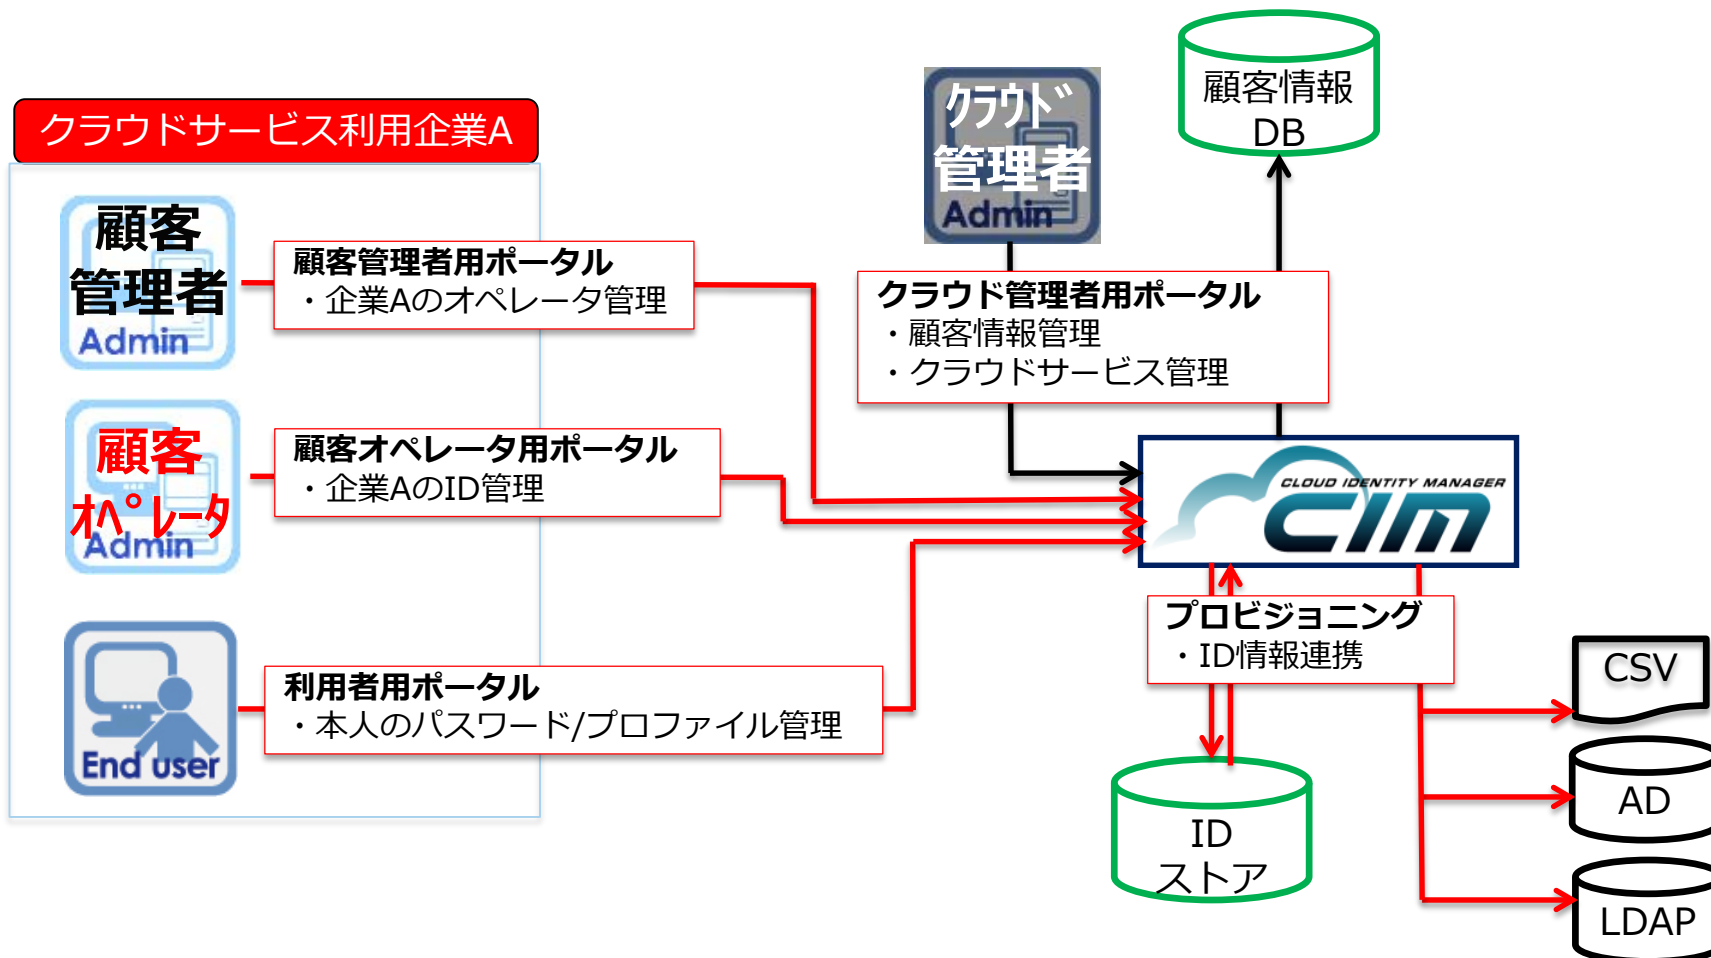 クラウドサービス利用企業A
顧客
管理者
Admin
顧客管理者用ポータル
・企業Aのオペレータ管理
顧客
ｵﾍﾟﾚｰﾀ
Admin
顧客オペレータ用ポータル
・企業AのID管理
End user
利用者用ポータル
・本人のパスワード/プロファイル管理
ｸﾗｳﾄﾞ
管理者
Admin
クラウド管理者用ポータル
・顧客情報管理
・クラウドサービス管理
顧客情報
DB
CLOUD IDENTITY MANAGER
CIM
プロビジョニング
・ID情報連携
ID
ストア
CSV
AD
LDAP